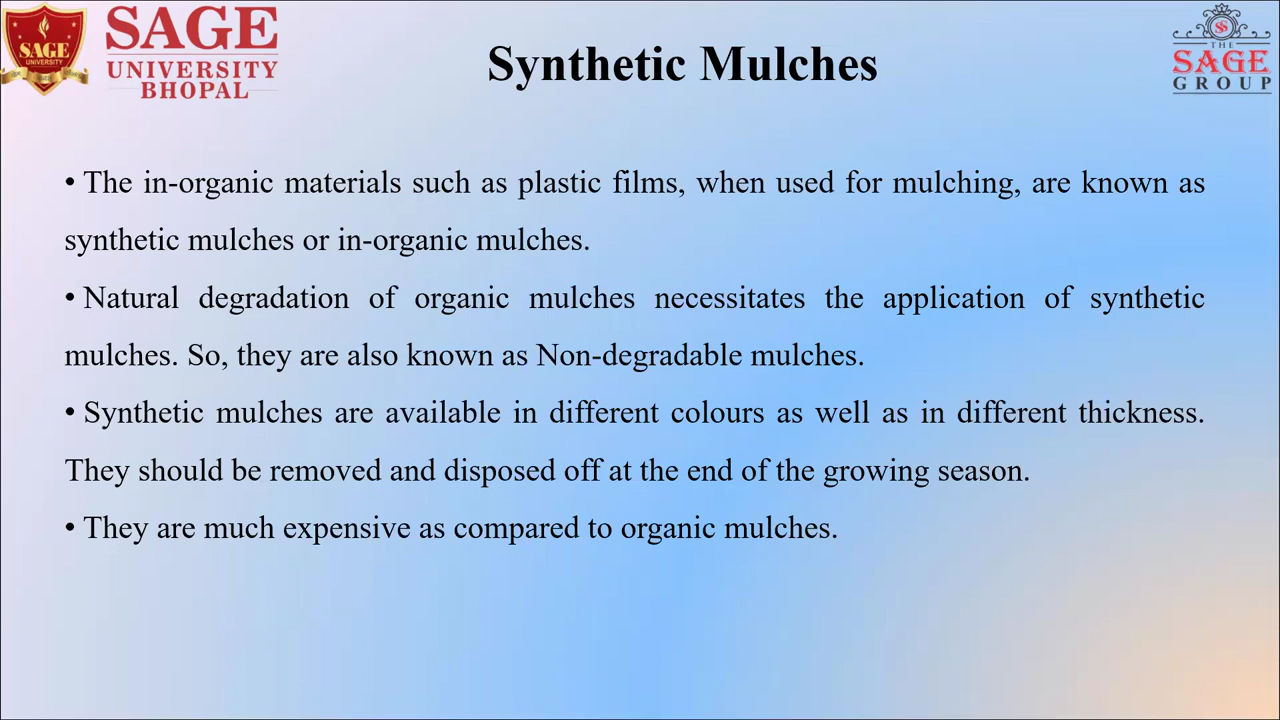 SAGE
UNIVERSITY
SAGE
UNIVERSITY
BHOPAL
Synthetic Mulches
THE
SAGE
GROUP
• The in-organic materials such as plastic films, when used for mulching, are known as
synthetic mulches or in-organic mulches.
• Natural degradation of organic mulches necessitates the application of synthetic
mulches. So, they are also known as Non-degradable mulches.
• Synthetic mulches are available in different colours as well as in different thickness.
They should be removed and disposed off at the end of the growing season.
• They are much expensive as compared to organic mulches.